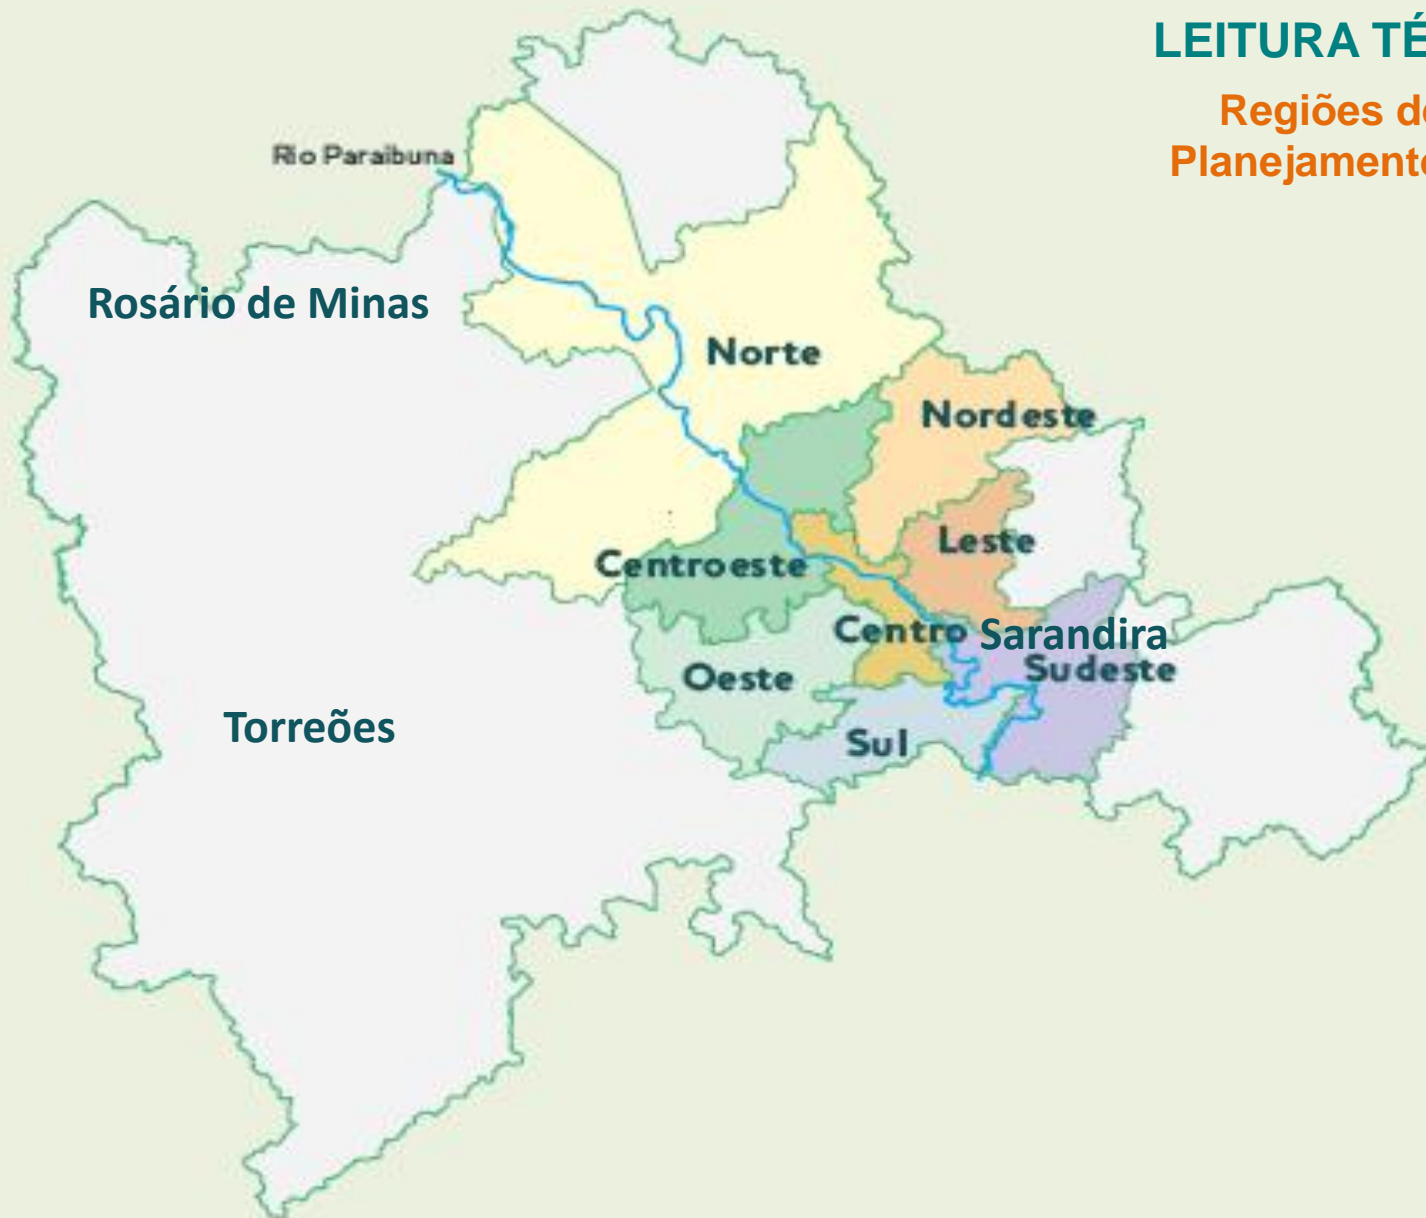 LEITURA TÉ
Regiões de
Planejamento
Rio Paraibuna
Rosário de Minas
Norte
Nordeste
Leste
Centroeste
Centro
Sarandira
Sudeste
Oeste
Torreões
Sul